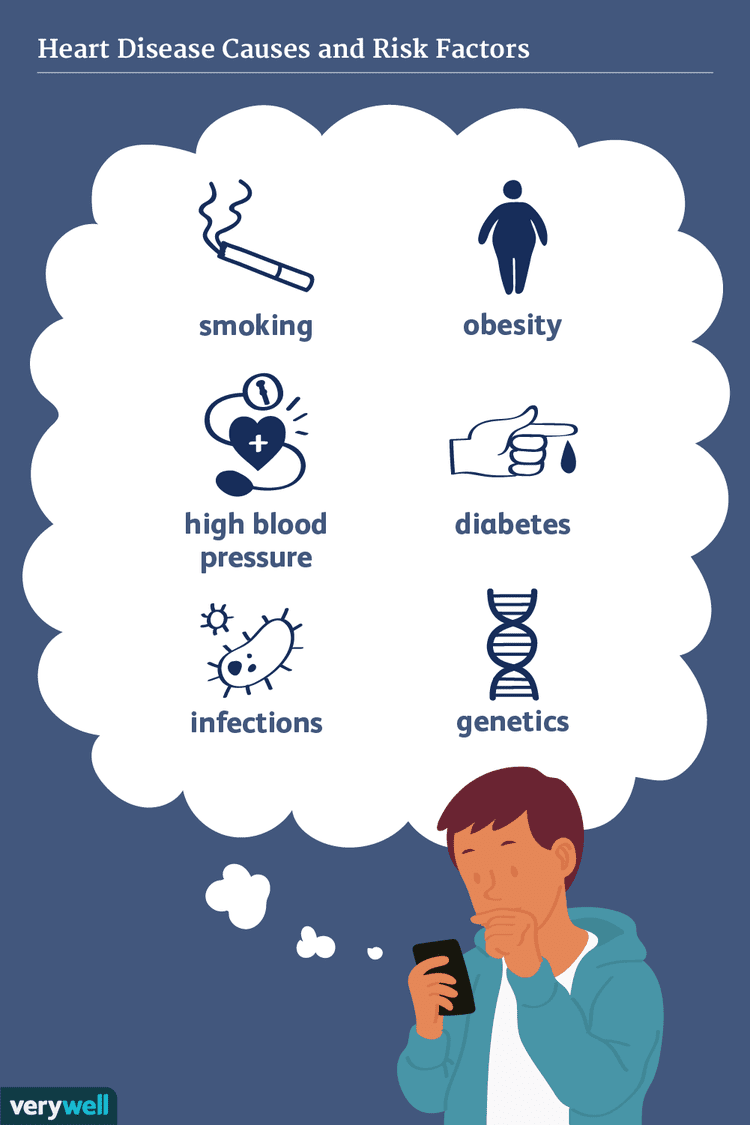 Heart Disease Causes and Risk Factors
smoking
obesity
high blood
pressure
diabetes
infections
genetics
verywell